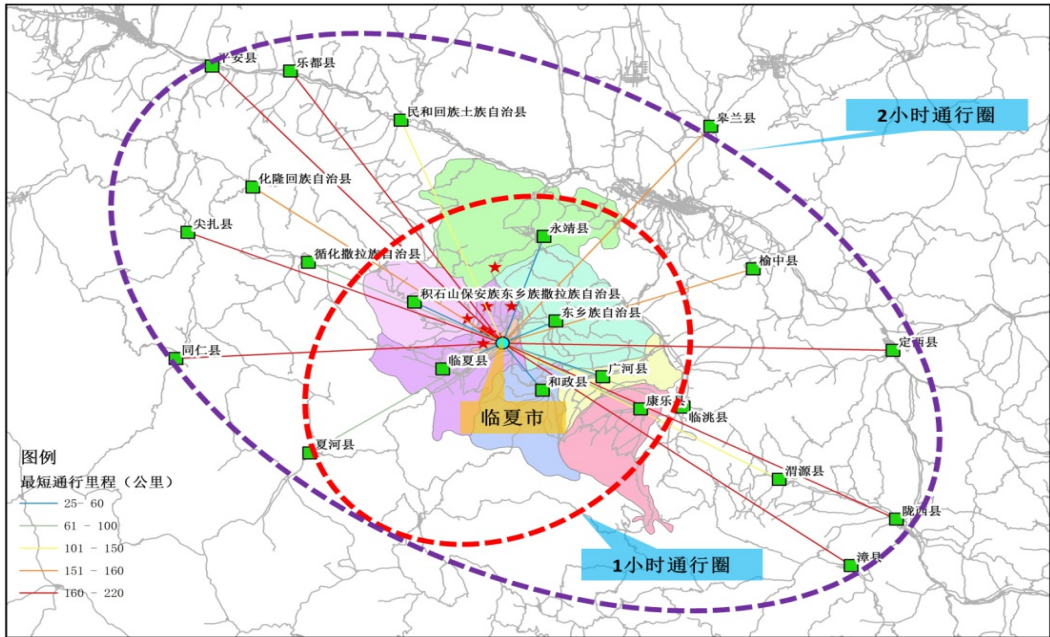 平安县
乐都县
民和回族土族自治县
皋兰县
2小时通行圈
化隆回族自治县
尖扎县
永靖县
循化撒拉族自治县
榆中县
积石山保安族东乡族撒拉族自治县
东乡族自治县
同仁县
定西县
临夏县
广河县
和政县
康乐县
临洮县
临夏市
夏河县
渭源县
陇西县
漳县
1小时通行圈
图例
最短通行里程（公里）
25 - 60
61 - 100
101 - 150
151 - 160
160 - 220